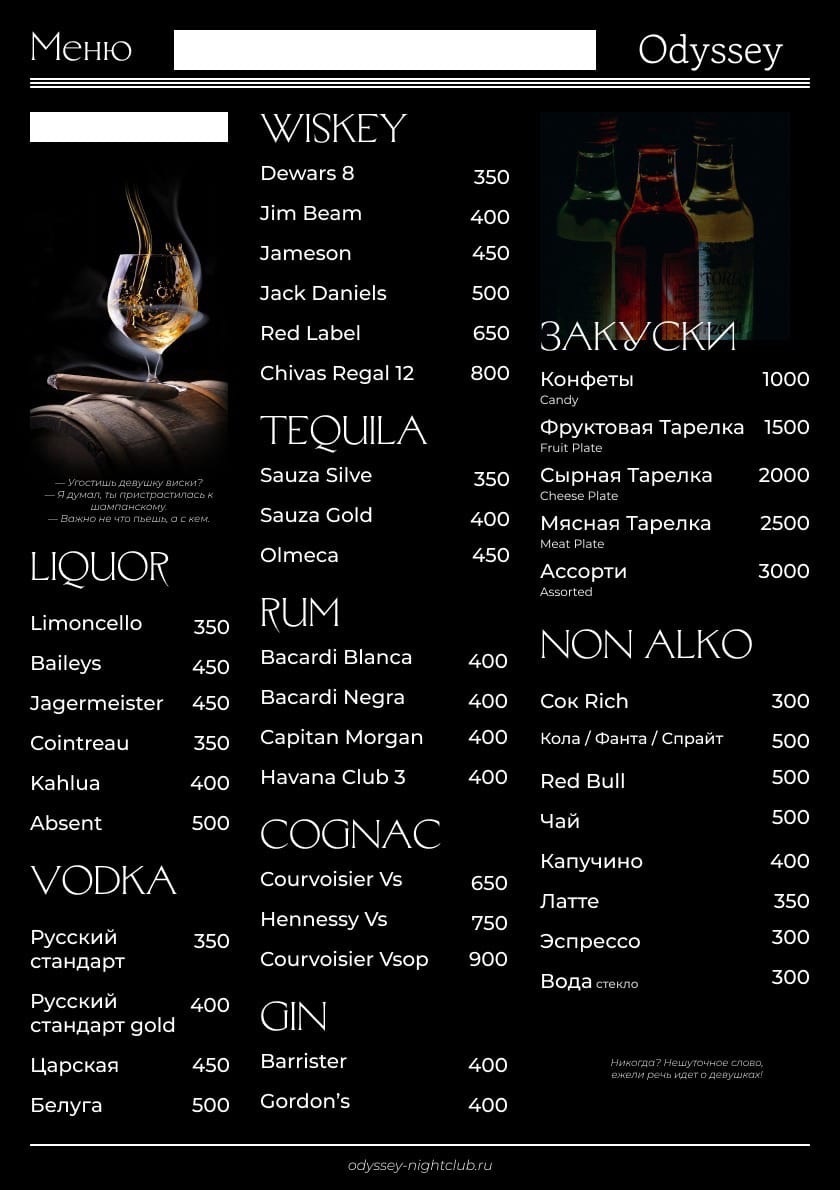 Меню
Odyssey
— Угостишь девушку виски?
— Я думал, ты пристрастилась к
шампанскому.
— Важно не что пьешь, а с кем.
LIQUOR
Limoncello 350
Baileys 450
Jagermeister 450
Cointreau 350
Kahlua 400
Absent 500
VODKA
Русский 350
стандарт
Русский 400
стандарт gold
Царская 450
Белуга 500
WISKEY
Dewars 8 350
Jim Beam 400
Jameson 450
Jack Daniels 500
Red Label 650
Chivas Regal 12 800
TEQUILA
Sauza Silve 350
Sauza Gold 400
Olmeca 450
RUM
Bacardi Blanca 400
Bacardi Negra 400
Capitan Morgan 400
Havana Club 3 400
COGNAC
Courvoisier Vs 650
Hennessy Vs 750
Courvoisier Vsop 900
GIN
Barrister 400
Gordon’s 400
ЗАКУСКИ
Конфеты 1000
Candy
Фруктовая Тарелка 1500
Fruit Plate
Сырная Тарелка 2000
Cheese Plate
Мясная Тарелка 2500
Meat Plate
Ассорти 3000
Assorted
NON ALKO
Сок Rich 300
Кола / Фанта / Спрайт 500
Red Bull 500
Чай 500
Капучино 400
Латте 350
Эспрессо 300
Вода стекло 300
Никогда? Нешуточное слово,
ежели речь идет о девушках!
odyssey-nightclub.ru